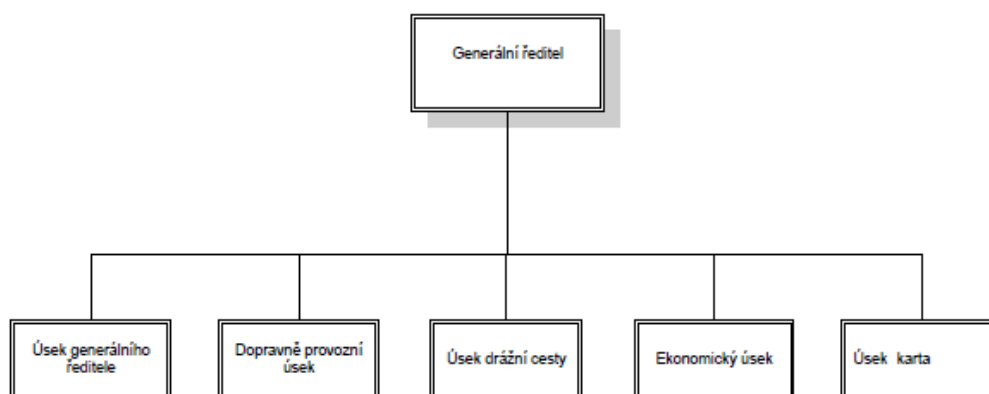 Generální ředitel
Úsek generálního
ředitele
Dopravně provozní
úsek
Úsek drážní cesty
Ekonomický úsek
Úsek karta